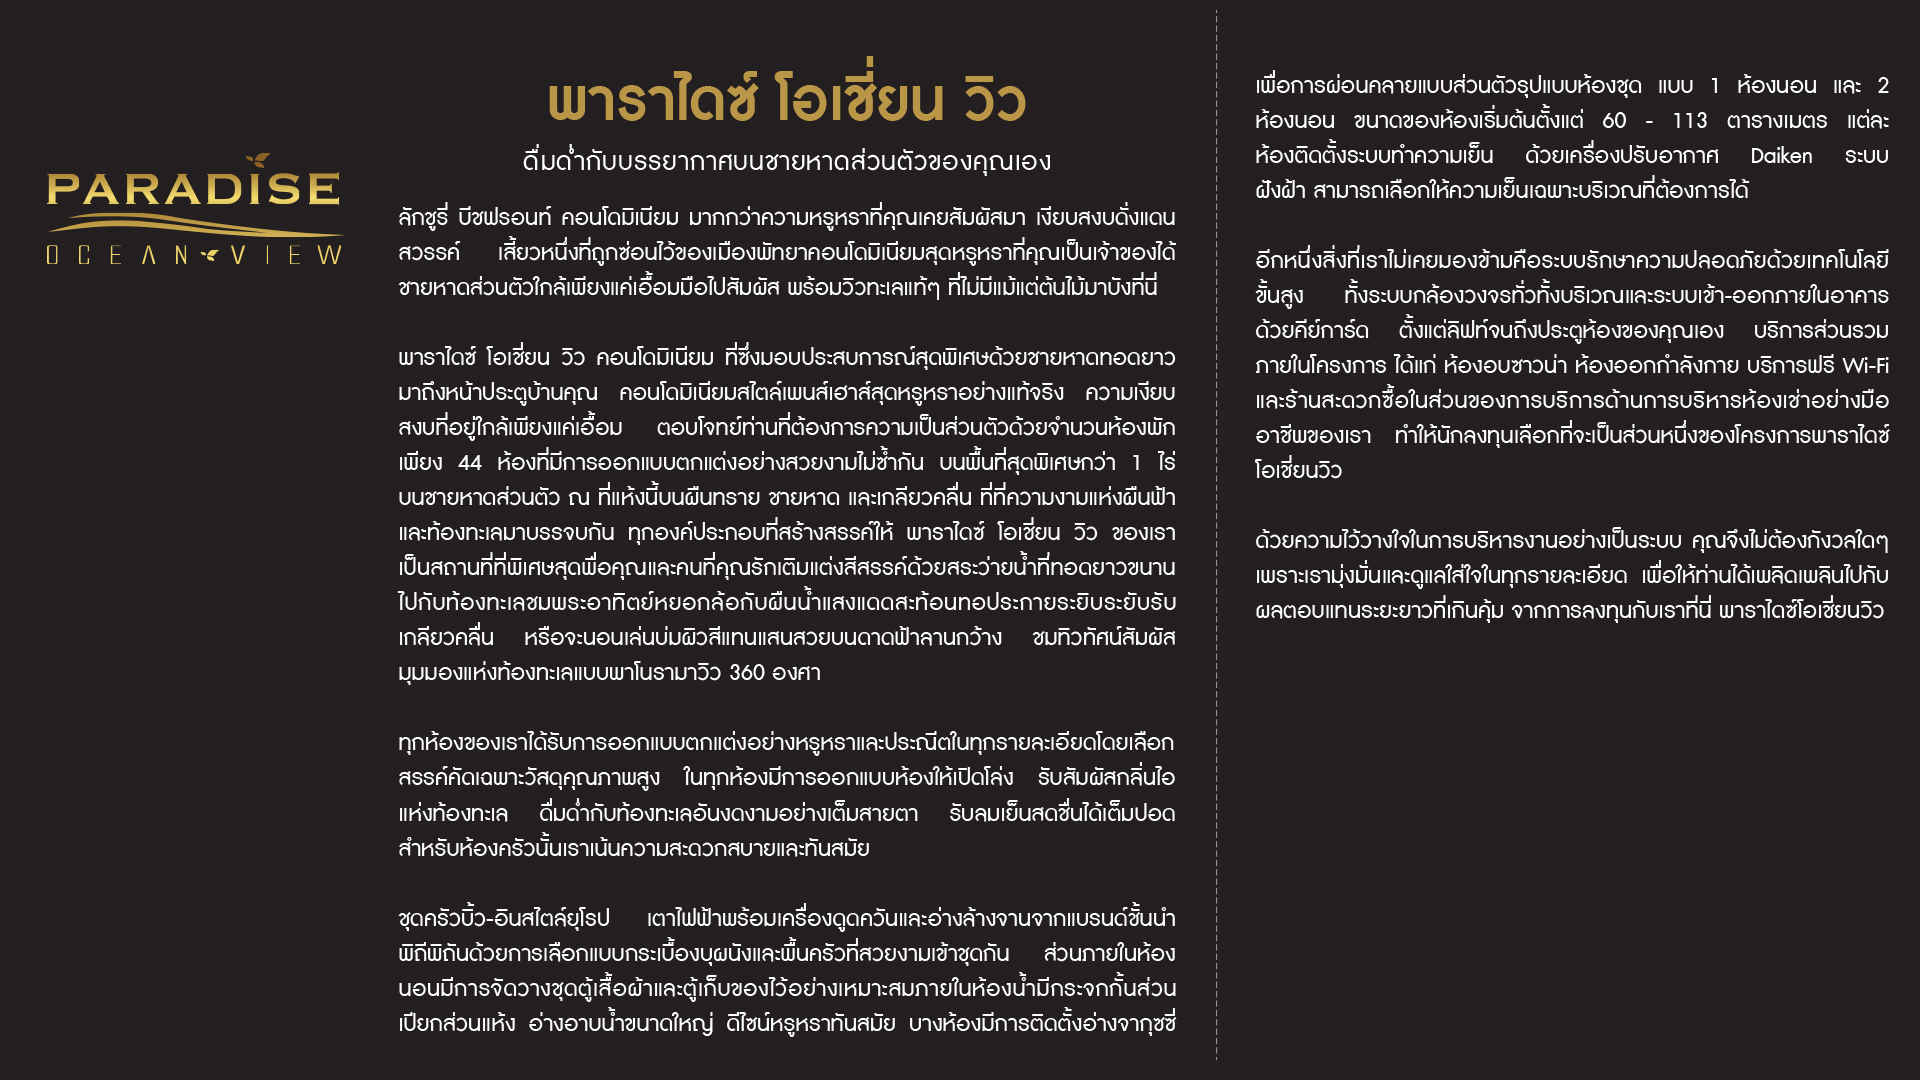 PARADISE
OCEAN VIEW
พาราไดซ์ โอเชี่ยน วิว
ดื่มด่ำกับบรรยากาศบนชายหาดส่วนตัวของคุณเอง
ลักชูรี่ บีชฟรอนท์ คอนโดมิเนียม มากกว่าความหรูหราที่คุณเคยสัมผัสมา เงียบสงบดั่งแดน
สวรรค์ เสี้ยวหนึ่งที่ถูกซ่อนไว้ของเมืองพัทยาคอนโดมิเนียมสุดหรูหราที่คุณเป็นเจ้าของได้
ชายหาดส่วนตัวใกล้เพียงแค่เอื้อมมือไปสัมผัส พร้อมวิวทะเลแท้ๆ ที่ไม่มีแม้แต่ต้นไม้มาบังที่นี่
พาราไดซ์ โอเชี่ยน วิว คอนโดมิเนียม ที่ซึ่งมอบประสบการณ์สุดพิเศษด้วยชายหาดทอดยาว
มาถึงหน้าประตูบ้านคุณ คอนโดมิเนียมสไตล์เพนส์เฮาส์สุดหรูหราอย่างแท้จริง ความเงียบ
สงบที่อยู่ใกล้เพียงแค่เอื้อม ตอบโจทย์ท่านที่ต้องการความเป็นส่วนตัวด้วยจำนวนห้องพัก
เพียง 44 ห้องที่มีการออกแบบตกแต่งอย่างสวยงามไม่ซ้ำกัน บนพื้นที่สุดพิเศษกว่า 1 ไร่
บนชายหาดส่วนตัว ณ ที่แห้งนี้บนผืนทราย ชายหาด และเกลียวคลื่น ที่ที่ความงามแห่งผืนฟ้า
และท้องทะเลมาบรรจบกัน ทุกองค์ประกอบที่สร้างสรรค์ให้ พาราไดซ์ โอเชี่ยน วิว ของเรา
เป็นสถานที่ที่พิเศษสุดพื่อคุณและคนที่คุณรักเติมแต่งสีสรรค์ด้วยสระว่ายน้ำที่ทอดยาวขนาน
ไปกับท้องทะเลชมพระอาทิตย์หยอกล้อกับผืนน้ำแสงแดดสะท้อนทอประกายระยิบระยับรับ
เกลียวคลื่น หรือจะนอนเล่นบ่มผิวสีแทนแสนสวยบนดาดฟ้าลานกว้าง ชมทิวทัศน์สัมผัส
มุมมองแห่งท้องทะเลแบบพาโนรามาวิว 360 องศา
ทุกห้องของเราได้รับการออกแบบตกแต่งอย่างหรูหราและประณีตในทุกรายละเอียดโดยเลือก
สรรค์คัดเฉพาะวัสดุคุณภาพสูง ในทุกห้องมีการออกแบบห้องให้เปิดโล่ง รับสัมผัสกลิ่นไอ
แห่งท้องทะเล ดื่มด่ำกับท้องทะเลอันงดงามอย่างเต็มสายตา รับลมเย็นสดชื่นได้เต็มปอด
สำหรับห้องครัวนั้นเราเน้นความสะดวกสบายและทันสมัย
ชุดครัวบิ้ว-อินสไตล์ยุโรป เตาไฟฟ้าพร้อมเครื่องดูดควันและอ่างล้างจานจากแบรนด์ชั้นนำ
พิถีพิถันด้วยการเลือกแบบกระเบื้องบุผนังและพื้นครัวที่สวยงามเข้าชุดกัน ส่วนภายในห้อง
นอนมีการจัดวางชุดตู้เสื้อผ้าและตู้เก็บของไว้อย่างเหมาะสมภายในห้องน้ำมีกระจกกั้นส่วน
เปียกส่วนแห้ง อ่างอาบน้ำขนาดใหญ่ ดีไซน์หรูหราทันสมัย บางห้องมีการติดตั้งอ่างจากุซซี่
เพื่อการผ่อนคลายแบบส่วนตัวรุปแบบห้องชุด แบบ 1 ห้องนอน และ 2
ห้องนอน ขนาดของห้องเริ่มต้นตั้งแต่ 60 - 113 ตารางเมตร แต่ละ
ห้องติดตั้งระบบทำความเย็น ด้วยเครื่องปรับอากาศ Daiken ระบบ
ฝังฝ้า สามารถเลือกให้ความเย็นเฉพาะบริเวณที่ต้องการได้
อีกหนึ่งสิ่งที่เราไม่เคยมองข้ามคือระบบรักษาความปลอดภัยด้วยเทคโนโลยี
ขั้นสูง ทั้งระบบกล้องวงจรทั่วทั้งบริเวณและระบบเข้า-ออกภายในอาคาร
ด้วยคีย์การ์ด ตั้งแต่ลิฟท์จนถึงประตูห้องของคุณเอง บริการส่วนรวม
ภายในโครงการ ได้แก่ ห้องอบซาวน่า ห้องออกกำลังกาย บริการฟรี Wi-Fi
และร้านสะดวกซื้อในส่วนของการบริการด้านการบริหารห้องเช่าอย่างมือ
อาชีพของเรา ทำให้นักลงทุนเลือกที่จะเป็นส่วนหนึ่งของโครงการพาราไดซ์
โอเชี่ยนวิว
ด้วยความไว้วางใจในการบริหารงานอย่างเป็นระบบ คุณจึงไม่ต้องกังวลใดๆ
เพราะเรามุ่งมั่นและดูแลใส่ใจในทุกรายละเอียด เพื่อให้ท่านได้เพลิดเพลินไปกับ
ผลตอบแทนระยะยาวที่เกินคุ้ม จากการลงทุนกับเราที่นี่ พาราไดซ์โอเชี่ยนวิว